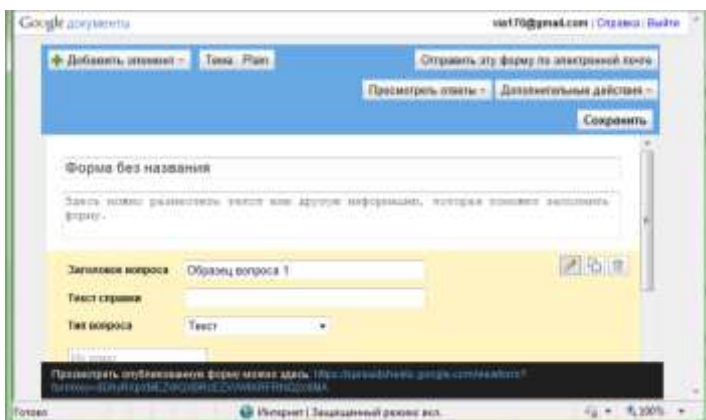 Google документы
vist170@gmail.com | Справка | Выйти
Добавить элемент
Тема: Plain
Отправить эту форму по электронной почте
Просмотреть ответы
Дополнительные действия
Сохранить
Форма без названия
Здесь можно разместить текст или другую информацию, которая поможет заполнить
форму.
Заголовок вопроса Образец вопроса 1
Текст справки
Тип вопроса Текст
Их ответ
Просмотреть опубликованную форму можно здесь:
Готово
Интернет | Защищенный режим: вкл.
100%